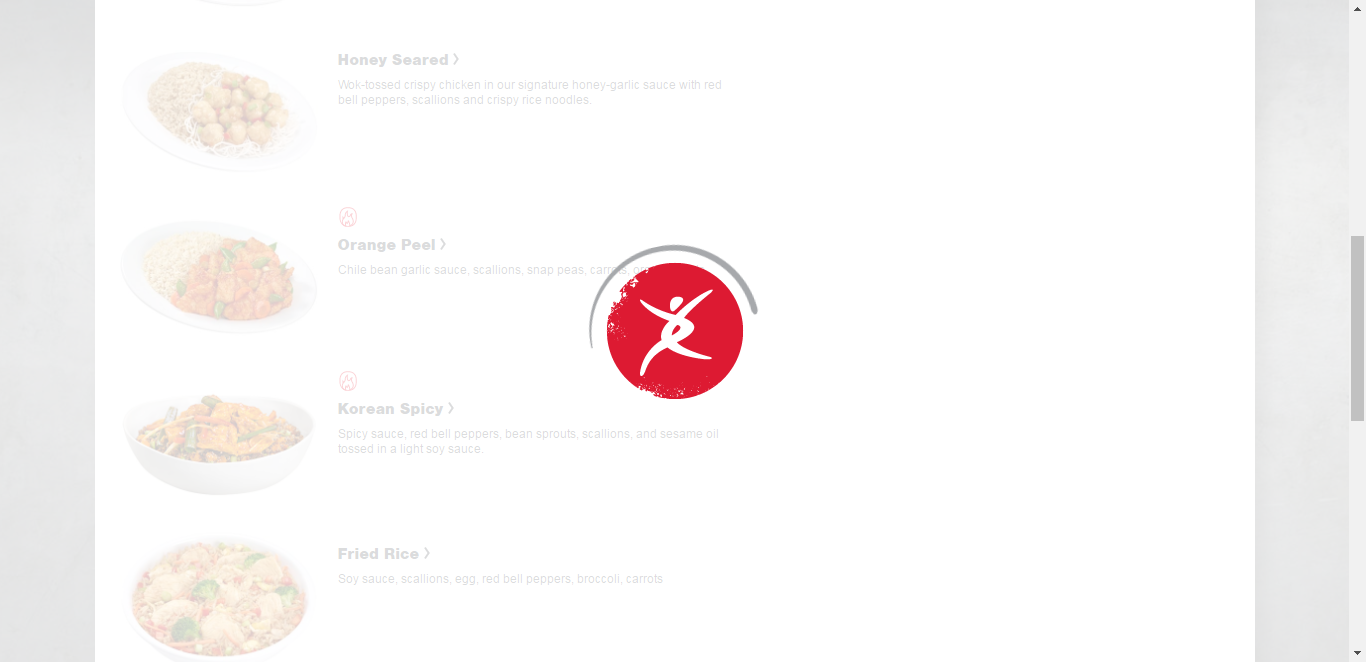 Honey Seared
Wok-tossed crispy chicken in our signature honey-garlic sauce with red
bell peppers, scallions and crispy rice noodles.
Orange Peel
Chile bean garlic sauce, scallions, snap peas, carrots,
Korean Spicy
Spicy sauce, red bell peppers, bean sprouts, scallions, and sesame oil
tossed in a light soy sauce.
Fried Rice
Soy sauce, scallions, egg, red bell peppers, broccoli, carrots